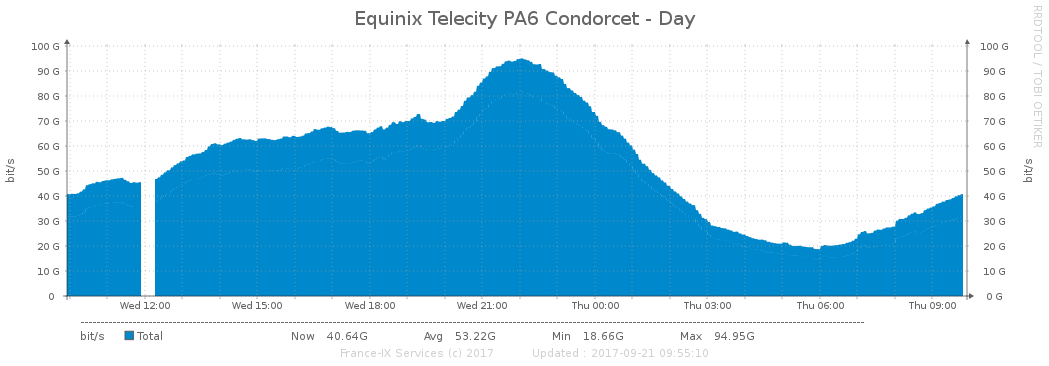 Equinix Telecity PA6 Condorcet - Day
RRDTOOL / TOBI OETIKER
100 G 100 G
90 G 90 G
80 G 80 G
70 G 70 G
60 G 60 G
50 G 50 G
40 G 40 G
30 G 30 G
20 G 20 G
10 G 10 G
0 0 G
bit/s bit/s
Wed 12:00 Wed 15:00 Wed 18:00 Wed 21:00 Thu 00:00 Thu 03:00 Thu 06:00 Thu 09:00
bit/s Total Now 40.64G Avg 53.22G Min 18.66G Max 94.95G
France-IX Services (c) 2017 Updated : 2017-09-21 09:55:10